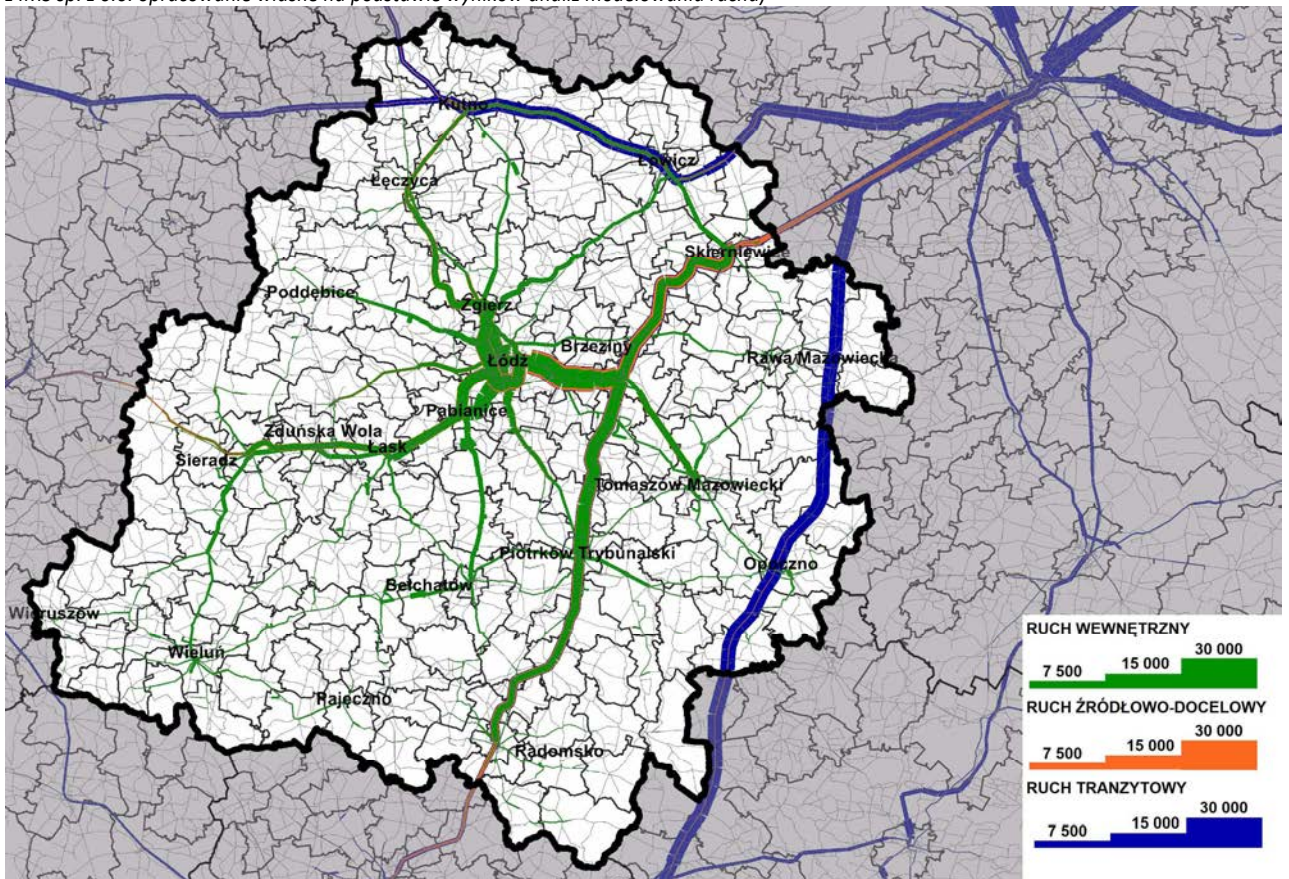 Kutno
Łowicz
Łęczyca
Skierniewice
Poddębice
Zgierz
Brzeziny
Łódź
Rawa Mazowiecka
Pabianice
Zduńska Wola
Łask
Sieradz
Tomaszów Mazowiecki
Piotrków Trybunalski
Opoczno
Bełchatów
Wieruszów
Wieluń
Pajęczno
Radomsko
RUCH WEWNĘTRZNY
7 500 15 000 30 000
RUCH ŹRÓDŁOWO-DOCELOWY
7 500 15 000 30 000
RUCH TRANZYTOWY
7 500 15 000 30 000